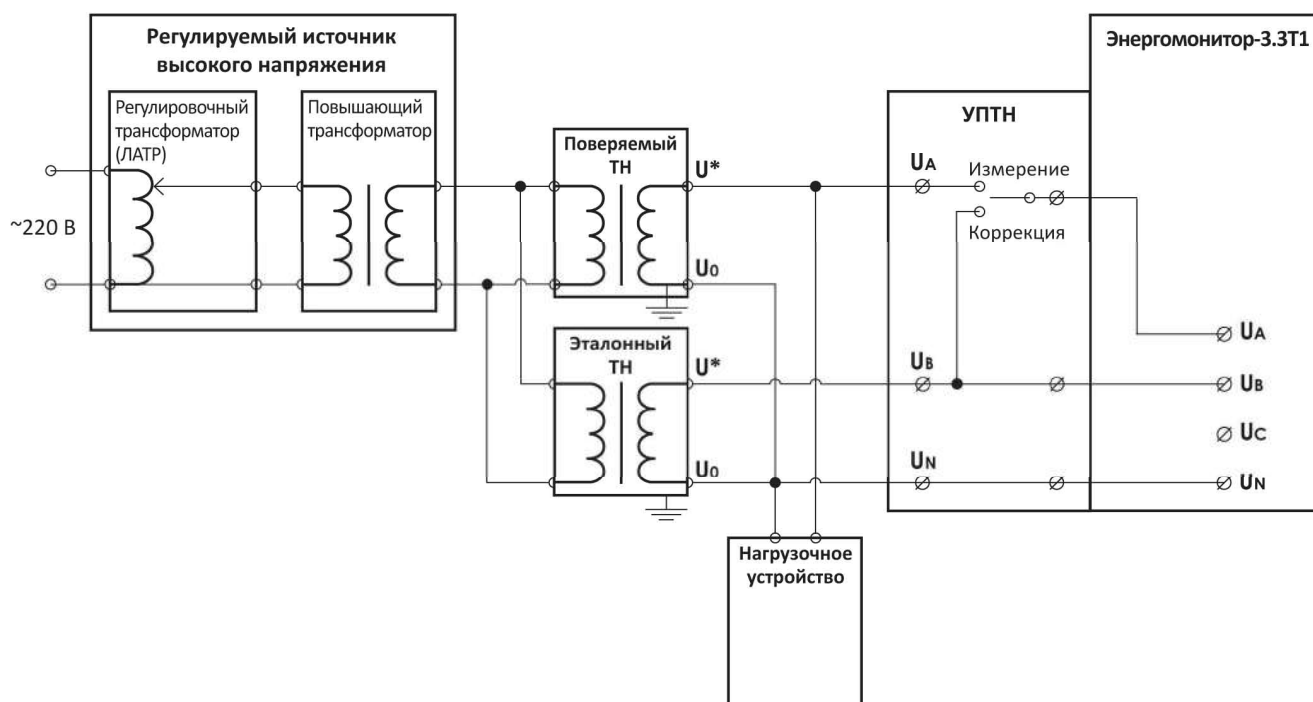 Регулируемый источник
высокого напряжения
Регулировочный
трансформатор
(ЛАТР)
Повышающий
трансформатор
~220 В
Поверяемый
ТН
U*
U0
Эталонный
ТН
U*
U0
Нагрузочное
устройство
УПТН
UA
Измерение
Коррекция
UB
UN
Энергомонитор-3.3Т1
UA
UB
UC
UN